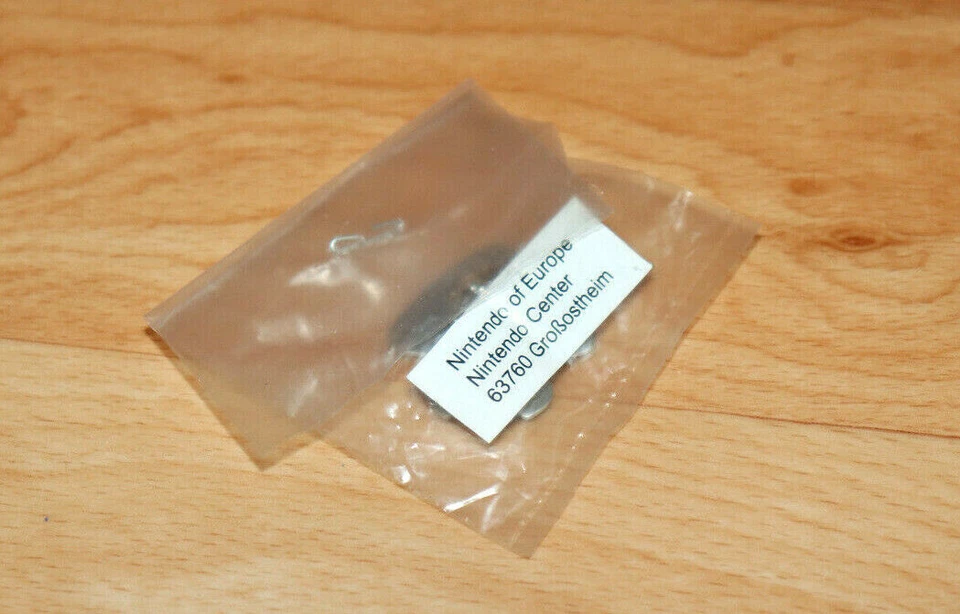 Nintendo of Europe
Nintendo Center
63760 Großostheim